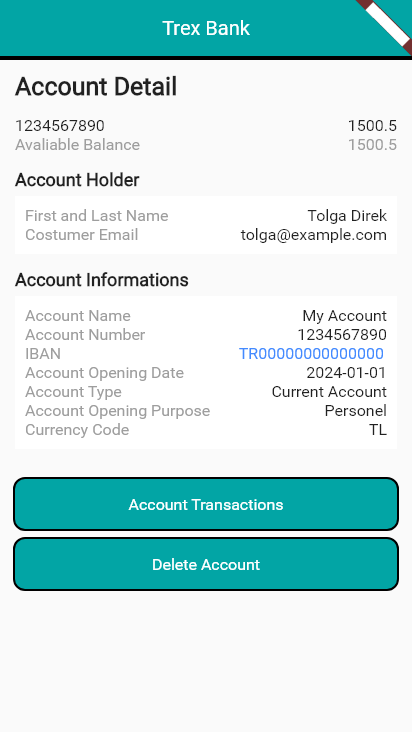 Trex Bank
Account Detail
1234567890 1500.5
Avaliable Balance 1500.5
Account Holder
First and Last Name Tolga Direk
Costumer Email tolga@example.com
Account Informations
Account Name My Account
Account Number 1234567890
IBAN TR00000000000000
Account Opening Date 2024-01-01
Account Type Current Account
Account Opening Purpose Personel
Currency Code TL
Account Transactions
Delete Account